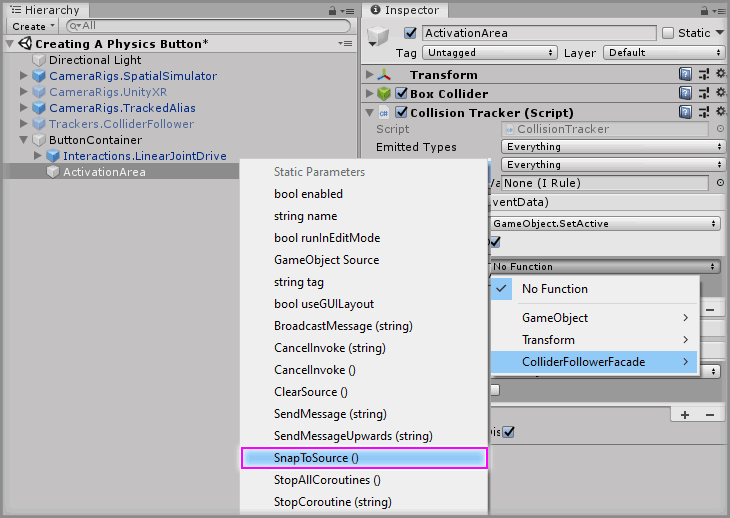 Hierarchy
Create
All
Creating A Physics Button*
Directional Light
CameraRigs.SpatialSimulator
CameraRigs.UnityXR
CameraRigs.TrackedAlias
Trackers.ColliderFollower
ButtonContainer
Interactions.LinearJointDrive
ActivationArea
Static Parameters
bool enabled
string name
bool runInEditMode
GameObject Source
string tag
bool useGUILayout
BroadcastMessage (string)
CancelInvoke (string)
CancelInvoke ()
ClearSource ()
SendMessage (string)
SendMessageUpwards (string)
SnapToSource ()
StopAllCoroutines ()
StopCoroutine (string)
Inspector
ActivationArea
Static
Tag Untagged Layer Default
Transform
Box Collider
Collision Tracker (Script)
Script CollisionTracker
Emitted Types Everything
Everything
None (I Rule)
ventData)
GameObject.SetActive
No Function
No Function
GameObject
Transform
ColliderFollowerFacade